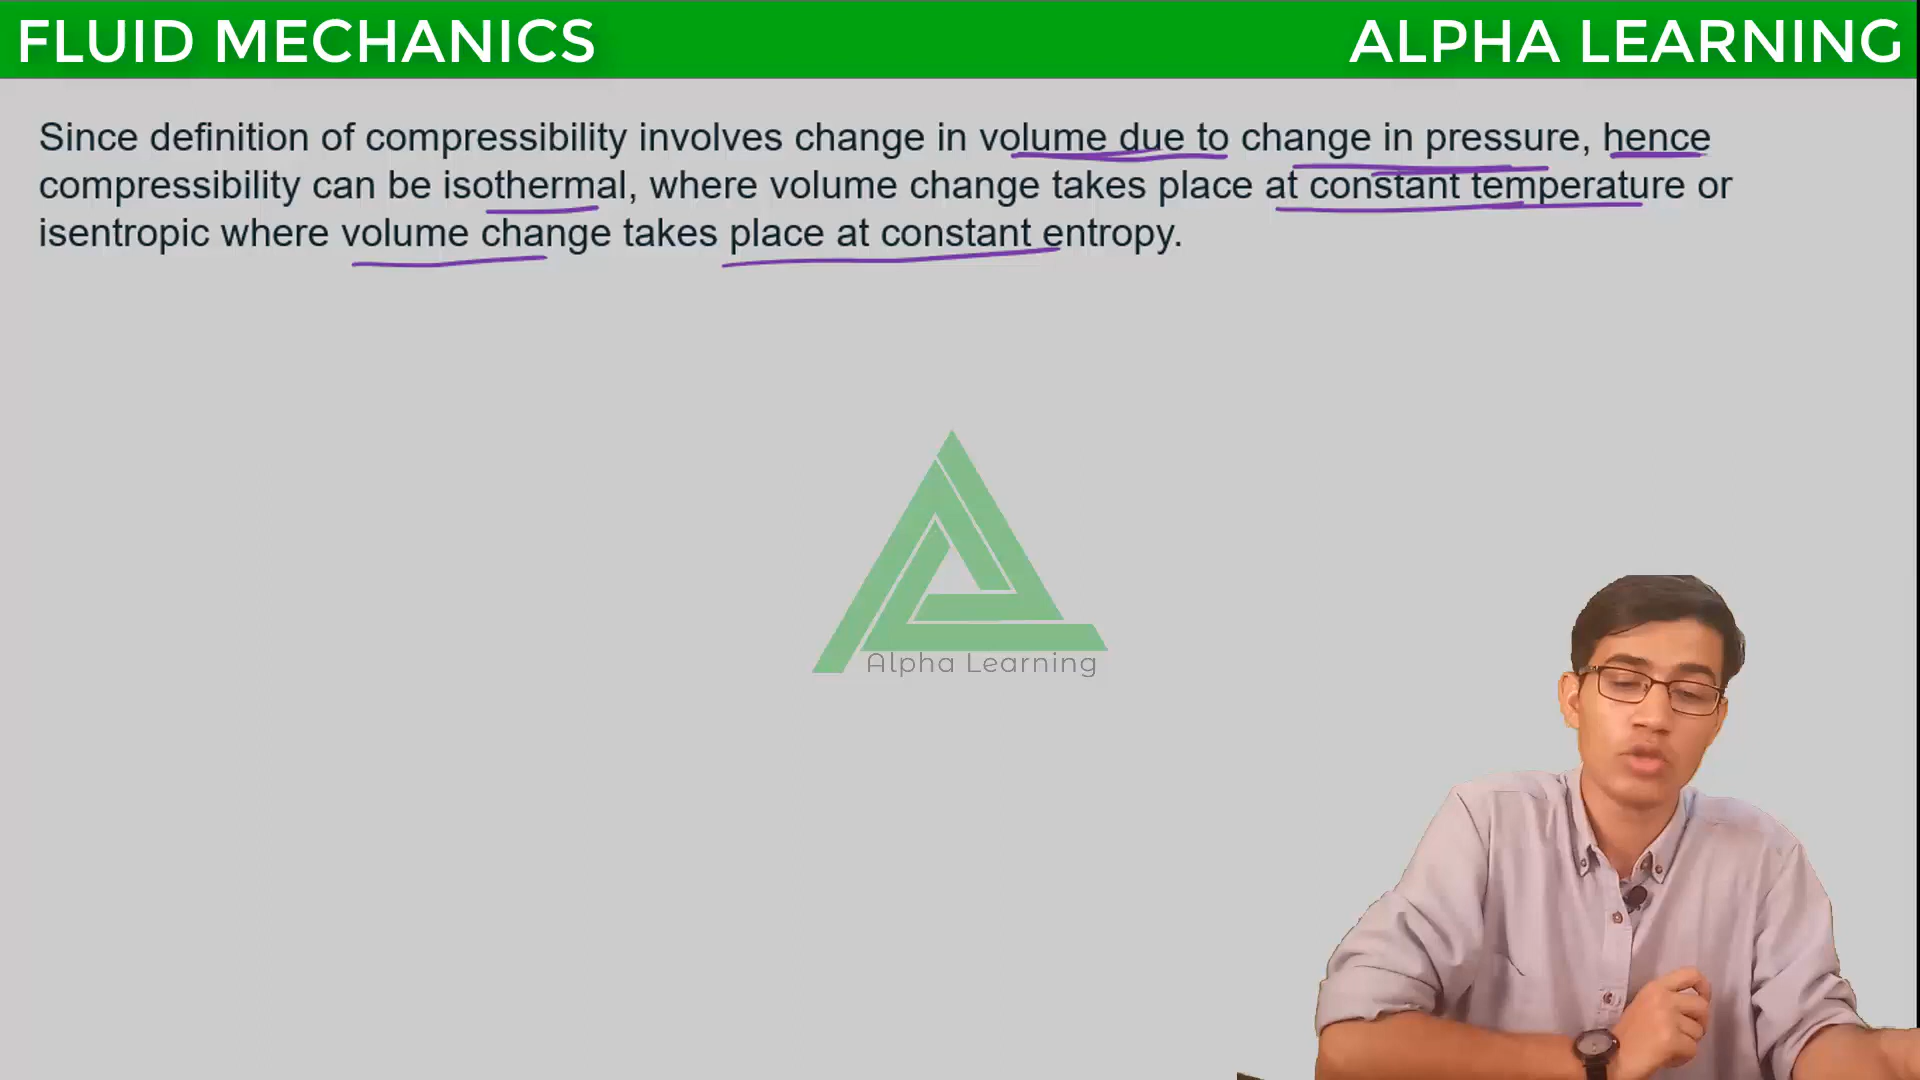 FLUID MECHANICS
ALPHA LEARNING
Since definition of compressibility involves change in volume due to change in pressure, hence
compressibility can be isothermal, where volume change takes place at constant temperature or
isentropic where volume change takes place at constant entropy.
Alpha Learning